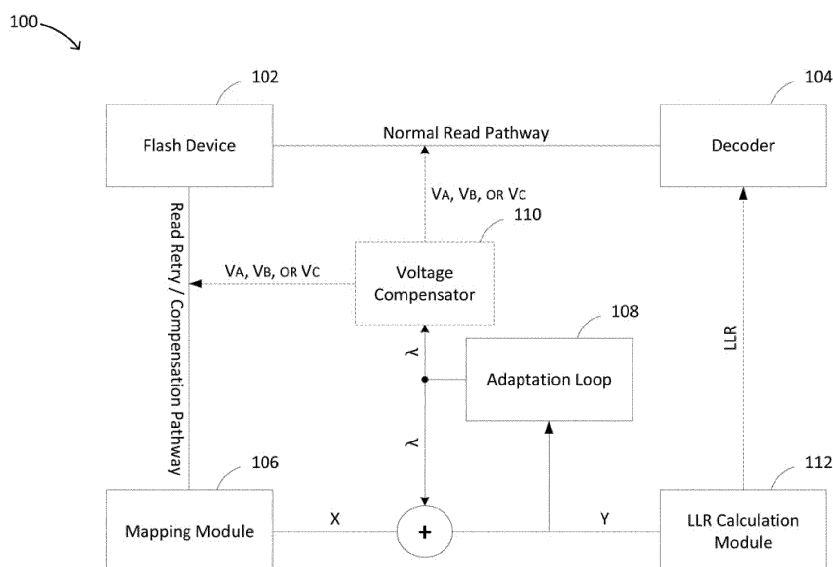 100
102
104
Flash Device
Normal Read Pathway
Decoder
VA, VB, OR VC
110
Read Retry / Compensation Pathway
VA, VB, OR VC
Voltage
Compensator
108
λ
Adaptation Loop
LLR
λ
106
112
Mapping Module
X
+
Y
LLR Calculation
Module